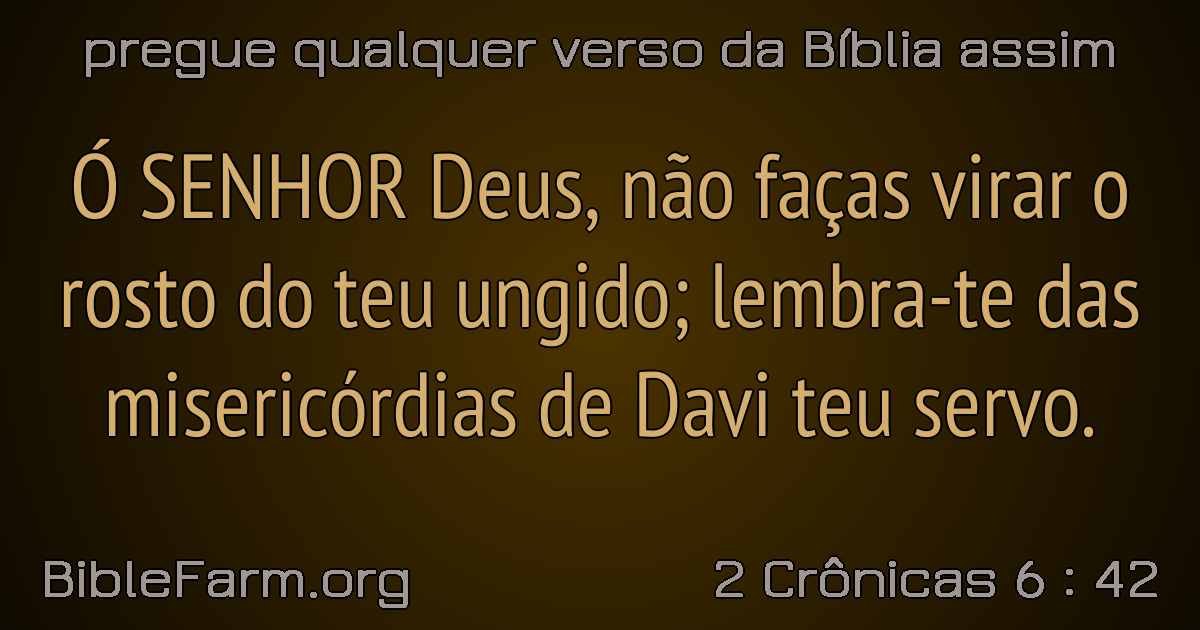 pregue qualquer verso da Bíblia assim
Ó SENHOR Deus, não faças virar o
rosto do teu ungido; lembra-te das
misericórdias de Davi teu servo.
BibleFarm.org
2 Crônicas 6 : 42